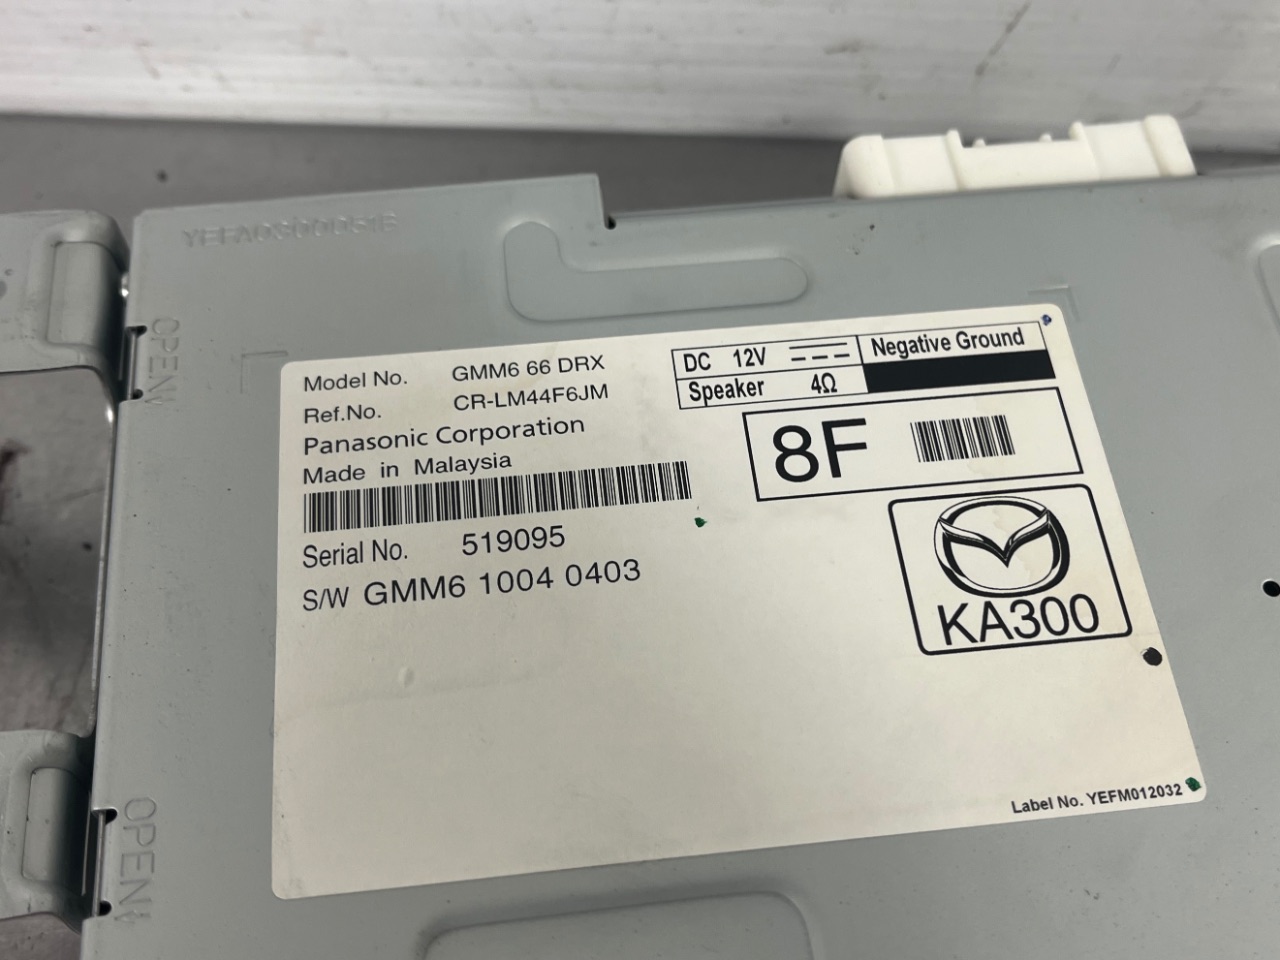 YEFA03D0051B
OPEN
Model No. GMM6 66 DRX
Ref.No. CR-LM44F6JM
Panasonic Corporation
Made in Malaysia
Serial No. 519095
S/W GMM6 1004 0403
DC 12V Negative Ground
Speaker 4Ω
8F
KA300
Label No. YEFM012032
OPEN